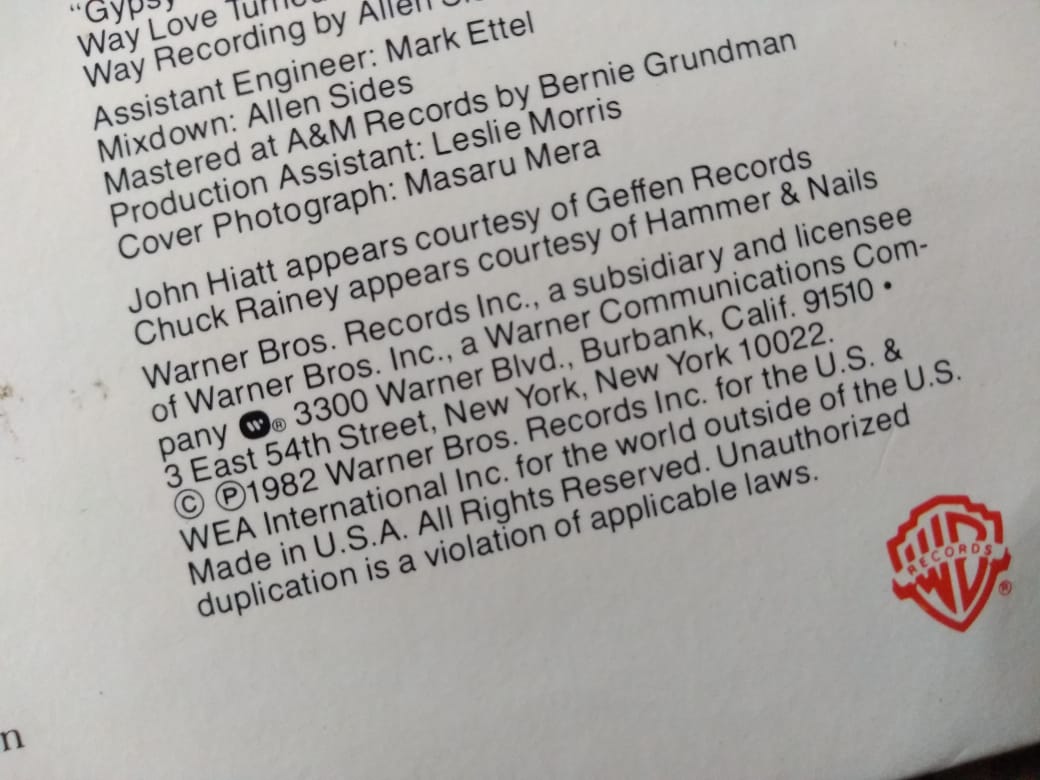 “Gypsy
Way Love
Way Recording by Allen
Assistant Engineer: Mark Ettel
Mixdown: Allen Sides
Mastered at A&M Records by Bernie Grundman
Production Assistant: Leslie Morris
Cover Photograph: Masaru Mera
John Hiatt appears courtesy of Geffen Records
Chuck Rainey appears courtesy of Hammer & Nails
Warner Bros. Records Inc., a subsidiary and licensee
of Warner Bros. Inc., a Warner Communications Com-
pany W® 3300 Warner Blvd., Burbank, Calif. 91510 •
3 East 54th Street, New York, New York 10022.
© ℗1982 Warner Bros. Records Inc. for the U.S. &
WEA International Inc. for the world outside of the U.S.
Made in U.S.A. All Rights Reserved. Unauthorized
duplication is a violation of applicable laws.
WB
RECORDS
®
n